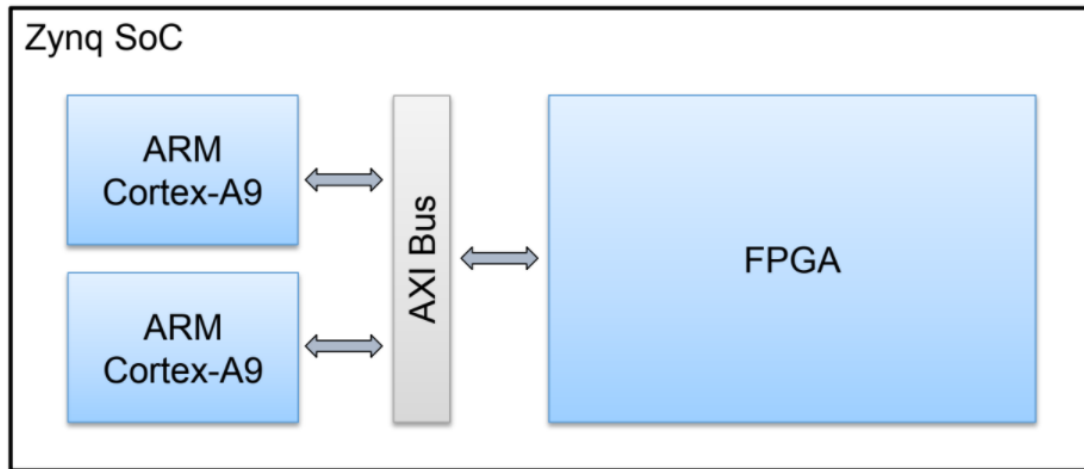 Zynq SoC
ARM
Cortex-A9
ARM
Cortex-A9
AXI Bus
FPGA